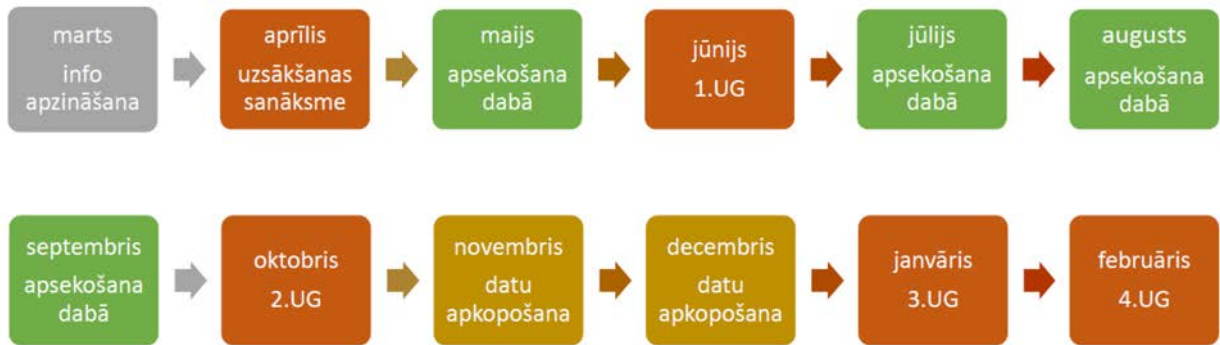 marts
info
apzināšana
aprīlis
uzsākšanas
sanāksme
maijs
apsekošana
dabā
jūnijs
1.UG
jūlijs
apsekošana
dabā
augusts
apsekošana
dabā
septembris
apsekošana
dabā
oktobris
2.UG
novembris
datu
apkopošana
decembris
datu
apkopošana
janvāris
3.UG
februāris
4.UG